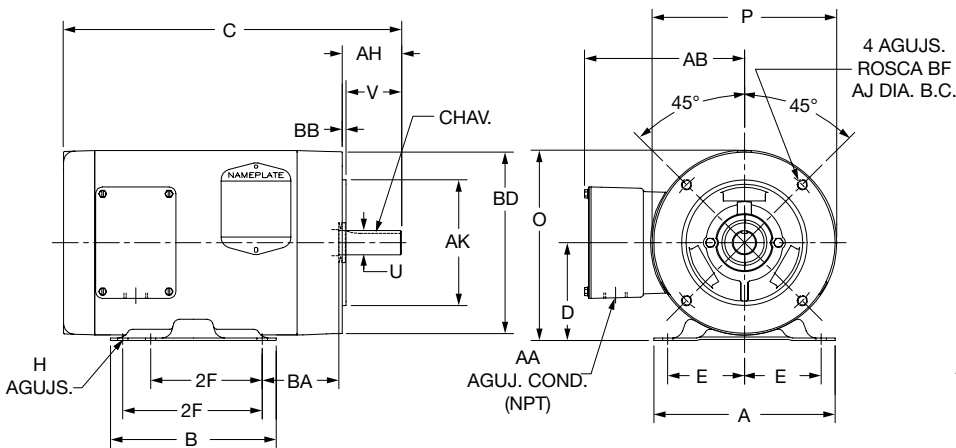 C
AH
V
BB
CHAV.
NAMEPLATE
BD
AK
U
H
AGUJS.
2F
BA
2F
B
P
AB
4 AGUJS.
ROSCA BF
AJ DIA. B.C.
45°
45°
O
D
AA
AGUJ. COND.
(NPT)
E
E
A